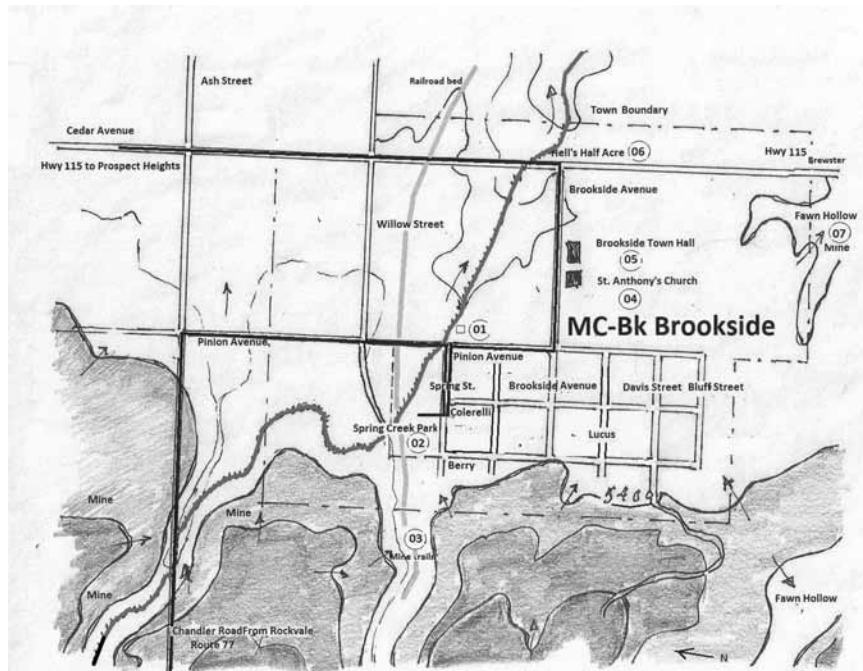 Ash Street
Railroad bed
Town Boundary
Cedar Avenue
Hwy 115 to Prospect Heights
Hell's Half Acre 06
Hwy 115
Brewster
Brookside Avenue
Willow Street
Fawn Hollow
07
Mine
Brookside Town Hall
05
St. Anthony's Church
04
01
MC-Bk Brookside
Pinion Avenue
Pinion Avenue
Spring St.
Brookside Avenue
Davis Street
Bluff Street
Colerelli
Spring Creek Park
02
Lucus
Berry
5400
Mine
Mine
03
Mine trailr
Mine
Fawn Hollow
Chandler RoadFrom Rockvale
Route 77
N